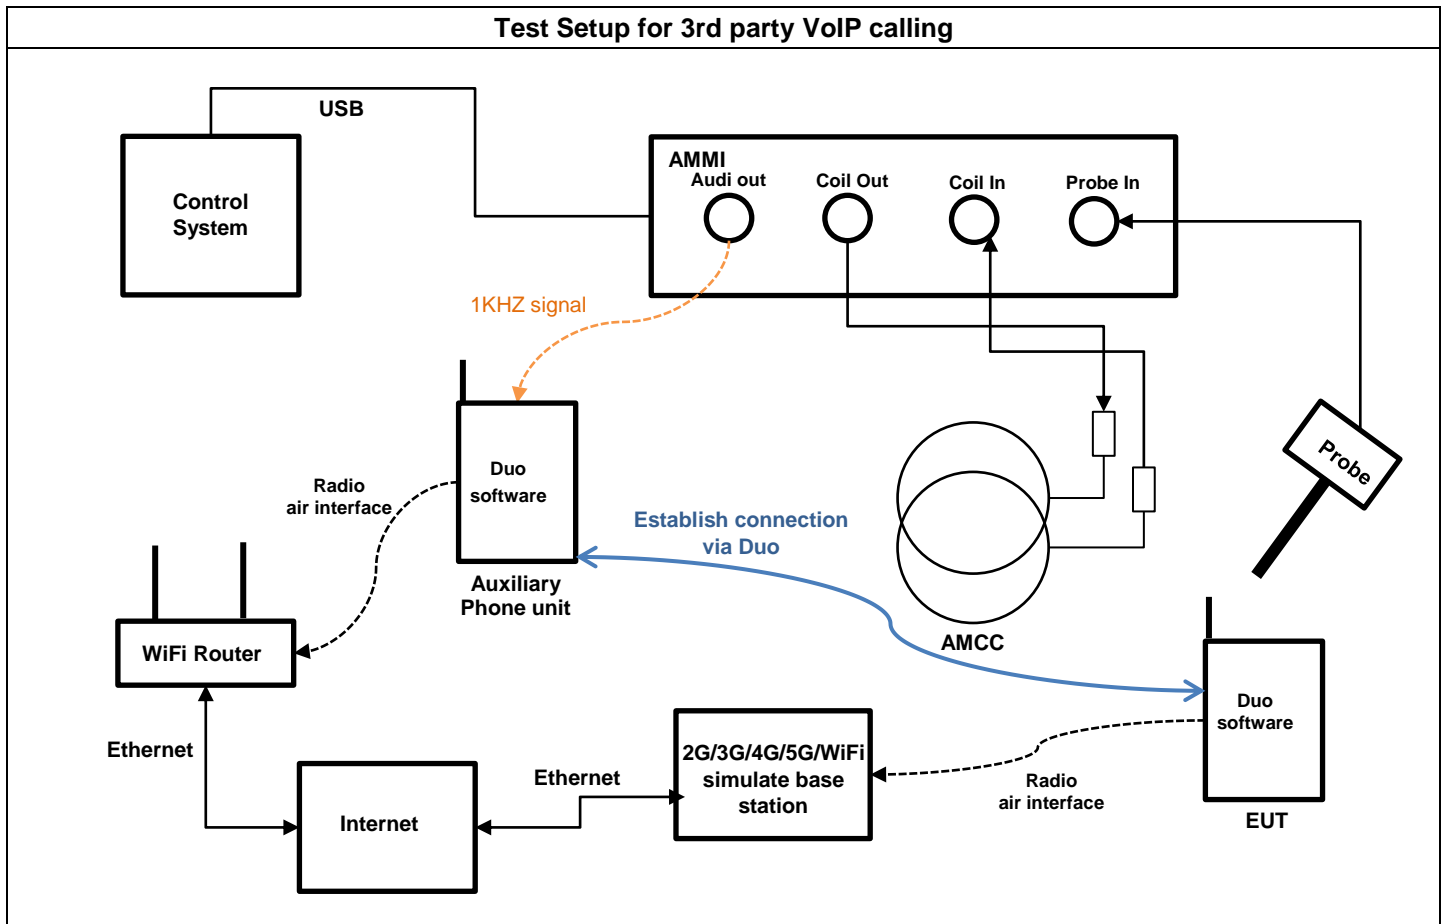 Test Setup for 3rd party VoIP calling
USB
Control
System
AMMI
Audi out
Coil Out
Coil In
Probe In
1KHZ signal
Probe
Duo
software
Radio
air interface
Establish connection
via Duo
Auxiliary
Phone unit
AMCC
WiFi Router
Duo
software
Ethernet
2G/3G/4G/5G/WiFi
simulate base
station
Ethernet
Radio
air interface
Internet
EUT